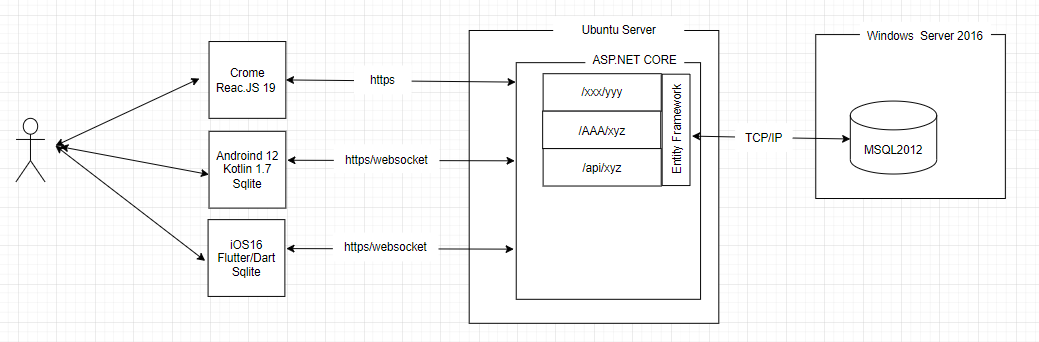 Crome
Reac.JS 19
Androind 12
Kotlin 1.7
Sqlite
iOS16
Flutter/Dart
Sqlite
https
https/websocket
https/websocket
Ubuntu Server
ASP.NET CORE
/xxx/yyy
/AAA/xyz
/api/xyz
Entity Framework
TCP/IP
Windows Server 2016
MSQL2012